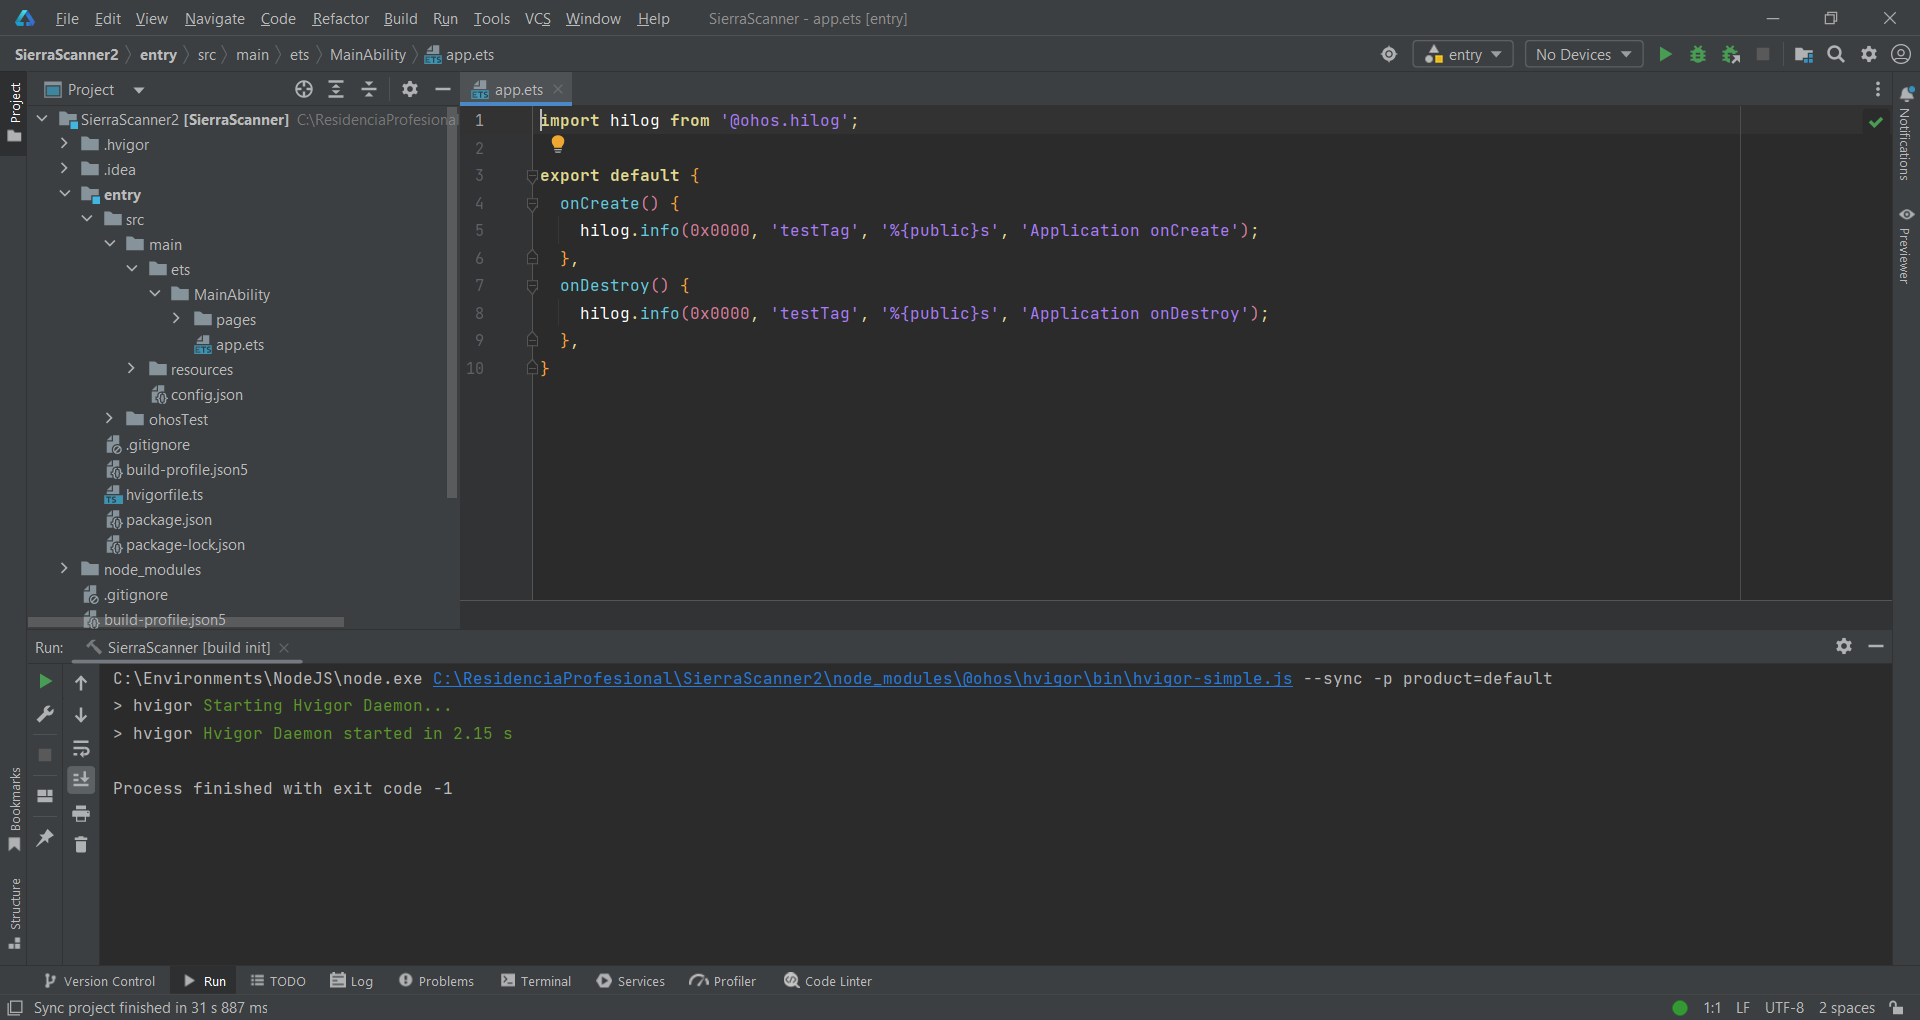 File Edit View Navigate Code Refactor Build Run Tools VCS Window Help SierraScanner - app.ets [entry]
SierraScanner2 entry src main ets MainAbility app.ets entry No Devices
Project
Project
app.ets
SierraScanner2 [SierraScanner] C:\ResidenciaProfesional
.hvigor
.idea
entry
src
main
ets
MainAbility
pages
app.ets
resources
config.json
ohosTest
.gitignore
build-profile.json5
hvigorfile.ts
package.json
package-lock.json
node_modules
.gitignore
build-profile.json5
1 import hilog from '@ohos.hilog';
2
3 export default {
4 onCreate() {
5 hilog.info(0x0000, 'testTag', '%{public}s', 'Application onCreate');
6 },
7 onDestroy() {
8 hilog.info(0x0000, 'testTag', '%{public}s', 'Application onDestroy');
9 },
10 }
Notifications
Previewer
Run: SierraScanner [build init]
C:\Environments\NodeJS\node.exe C:\ResidenciaProfesional\SierraScanner2\node_modules\@ohos\hvigor\bin\hvigor-simple.js --sync -p product=default
> hvigor Starting Hvigor Daemon...
> hvigor Hvigor Daemon started in 2.15 s
Process finished with exit code -1
Bookmarks
Structure
Version Control Run TODO Log Problems Terminal Services Profiler Code Linter
Sync project finished in 31 s 887 ms 1:1 LF UTF-8 2 spaces